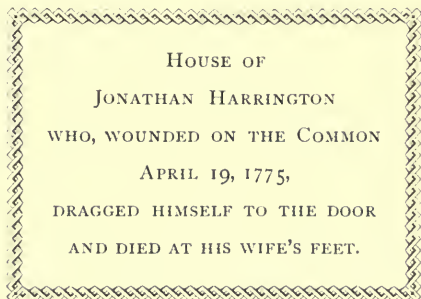 House of
Jonathan Harrington
who, wounded on the Common
April 19, 1775,
dragged himself to the door
and died at his wife's feet.